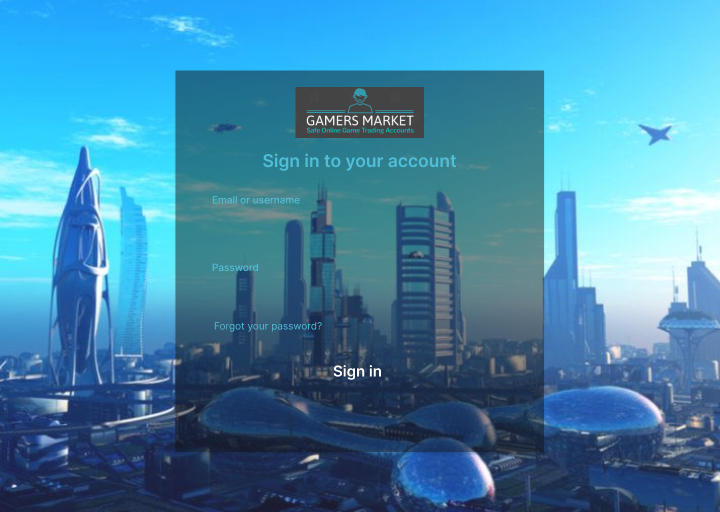 GAMERS MARKET
Safe Online Game Trading Accounts
Sign in to your account
Email or username
Password
Forgot your password?
Sign in